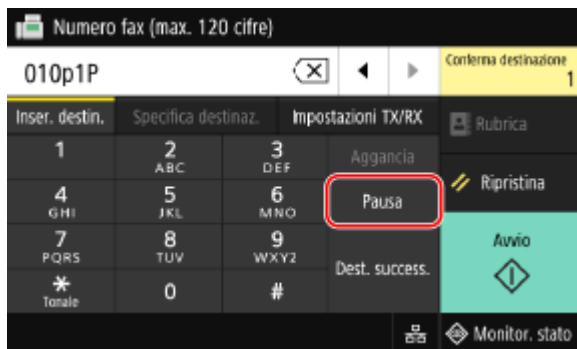 Numero fax (max. 120 cifre)
010p1P
Conferma destinazione
1
Inser. destin.
Specifica destinaz.
Impostazioni TX/RX
Rubrica
1
2
ABC
3
DEF
Aggancia
4
GHI
5
JKL
6
MNO
Pausa
Ripristina
7
PQRS
8
TUV
9
WXYZ
Dest. success.
Avvio
*
Tonale
0
#
Monitor. stato